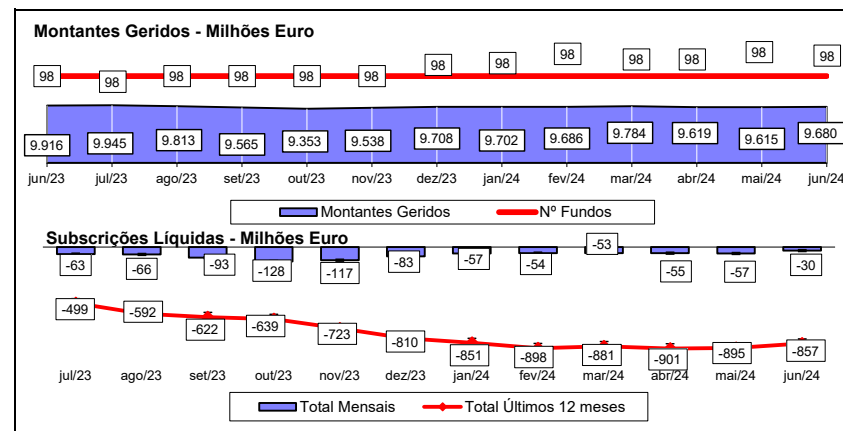 Montantes Geridos - Milhões Euro
98 98 98 98 98 98 98 98 98 98 98 98 98
9.916 9.945 9.813 9.565 9.353 9.538 9.708 9.702 9.686 9.784 9.619 9.615 9.680
jun/23 jul/23 ago/23 set/23 out/23 nov/23 dez/23 jan/24 fev/24 mar/24 abr/24 mai/24 jun/24
Montantes Geridos Nº Fundos
Subscrições Líquidas - Milhões Euro
-63 -66 -93 -128 -117 -83 -57 -54 -53 -55 -57 -30
-499 -592 -622 -639 -723 -810 -851 -898 -881 -901 -895 -857
jul/23 ago/23 set/23 out/23 nov/23 dez/23 jan/24 fev/24 mar/24 abr/24 mai/24 jun/24
Total Mensais Total Últimos 12 meses